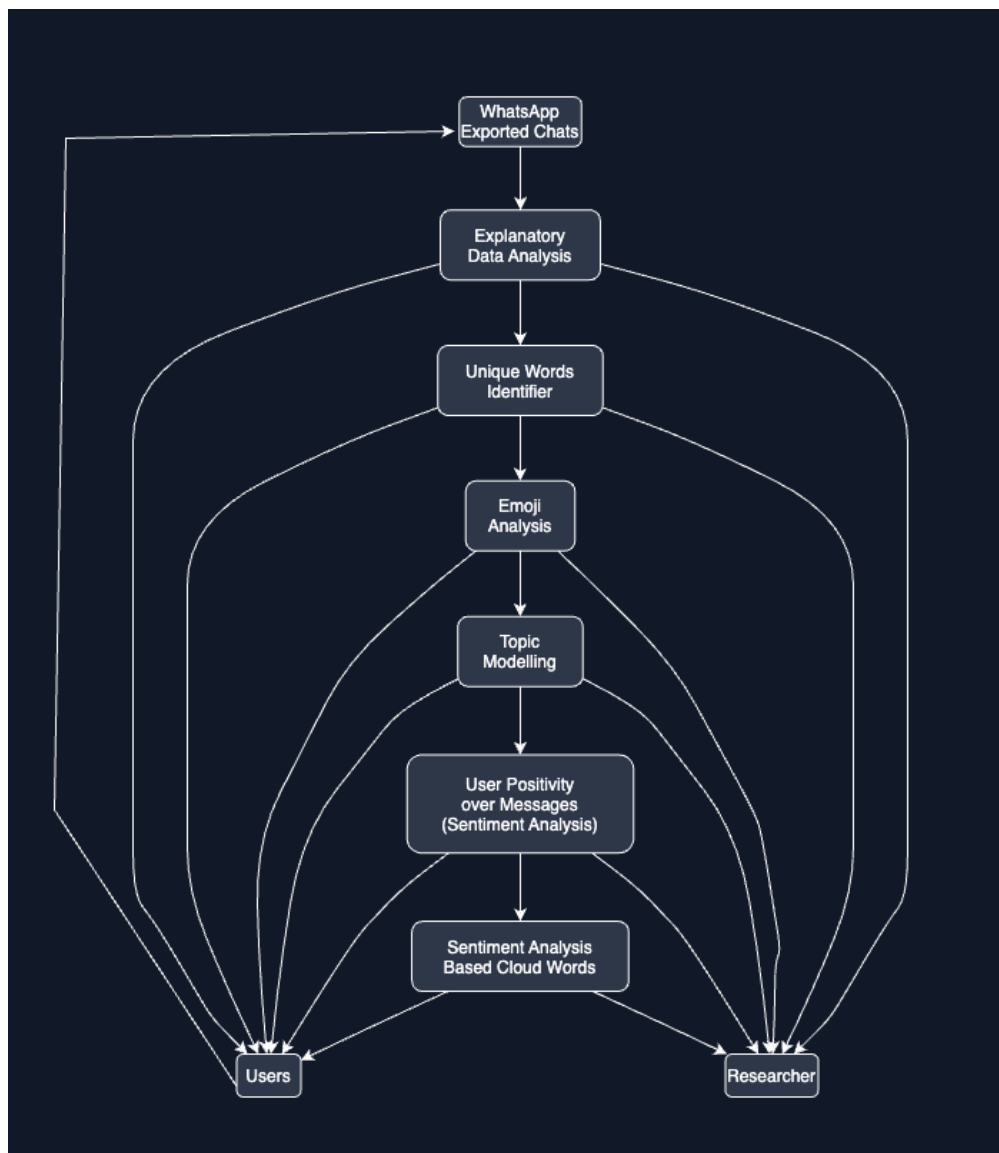 WhatsApp
Exported Chats
Explanatory
Data Analysis
Unique Words
Identifier
Emoji
Analysis
Topic
Modelling
User Positivity
over Messages
(Sentiment Analysis)
Sentiment Analysis
Based Cloud Words
Users
Researcher